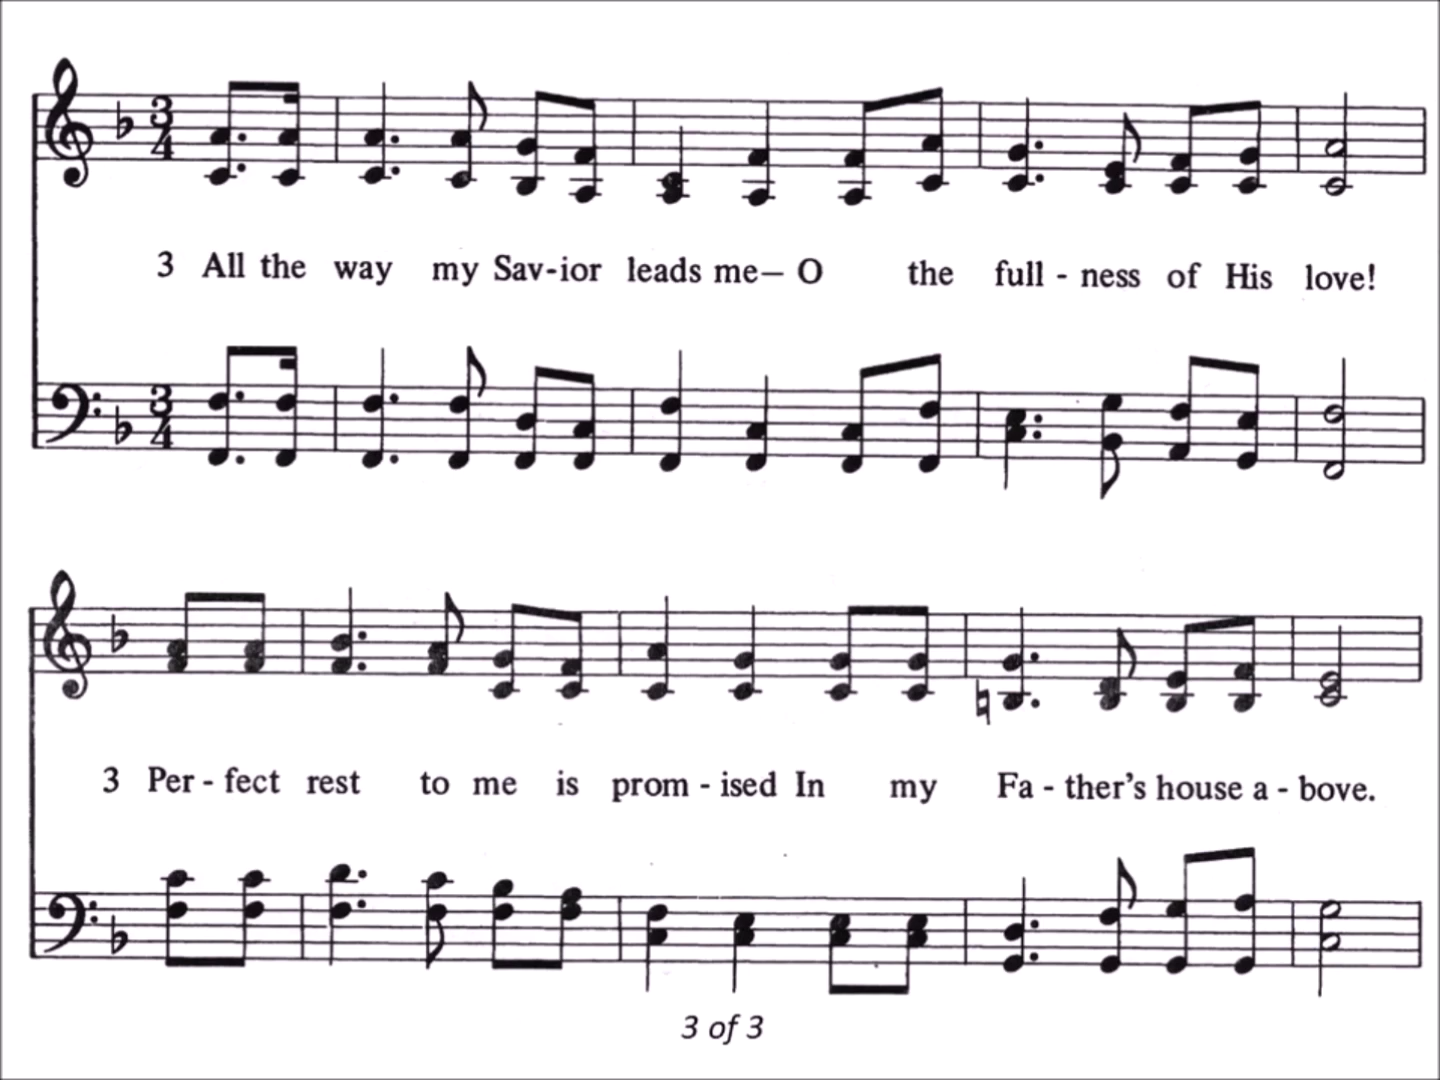 3 All the way my Sav-ior leads me— O the full - ness of His love!
3 Per - fect rest to me is prom - ised In my Fa - ther's house a - bove.
3 of 3